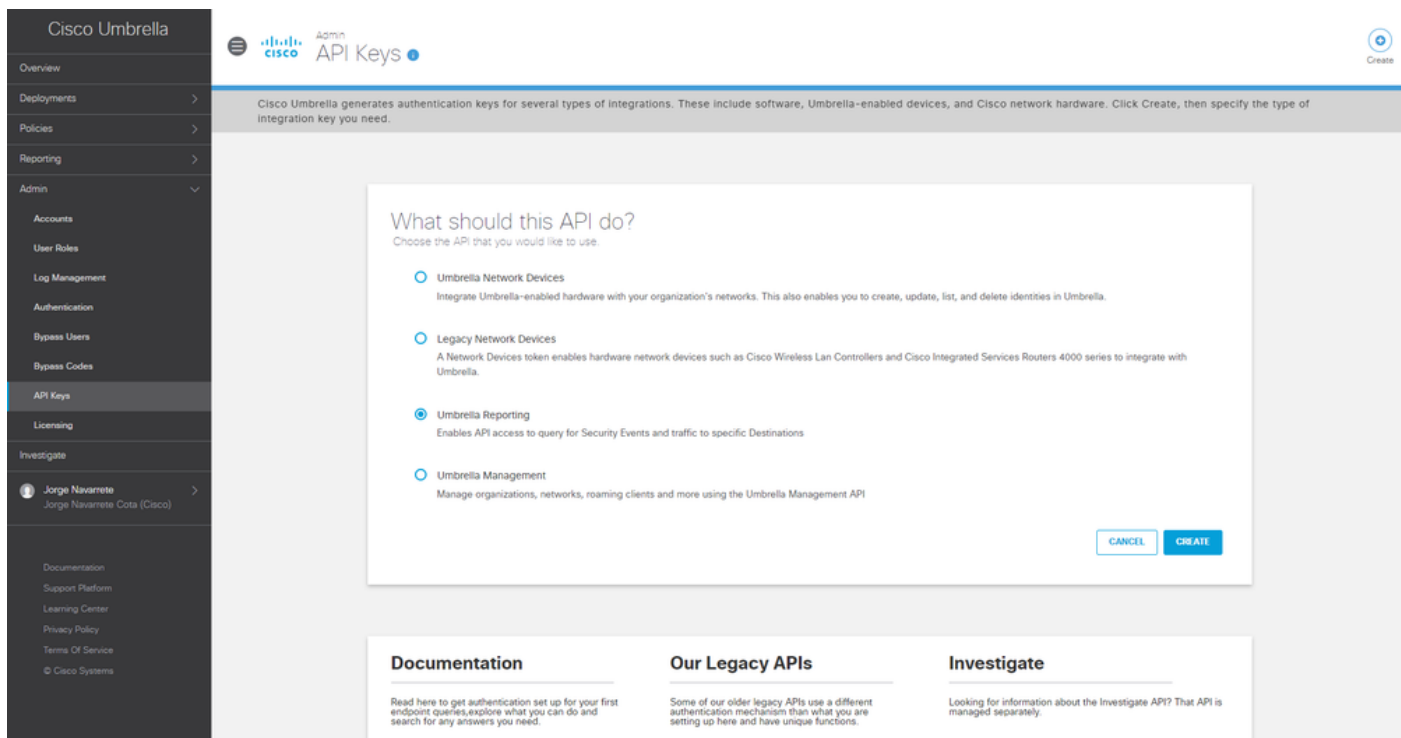 Cisco Umbrella
Overview
Deployments
Policies
Reporting
Admin
Accounts
User Roles
Log Management
Authentication
Bypass Users
Bypass Codes
API Keys
Licensing
Investigate
Jorge Navarrete
Jorge Navarrete Cota (Cisco)
Documentation
Support Platform
Learning Center
Privacy Policy
Terms Of Service
© Cisco Systems
CISCO
Admin
API Keys
Create
Cisco Umbrella generates authentication keys for several types of integrations. These include software, Umbrella-enabled devices, and Cisco network hardware. Click Create, then specify the type of
integration key you need.
What should this API do?
Choose the API that you would like to use.
Umbrella Network Devices
Integrate Umbrella-enabled hardware with your organization's networks. This also enables you to create, update, list, and delete identities in Umbrella.
Legacy Network Devices
A Network Devices token enables hardware network devices such as Cisco Wireless Lan Controllers and Cisco Integrated Services Routers 4000 series to integrate with
Umbrella.
Umbrella Reporting
Enables API access to query for Security Events and traffic to specific Destinations
Umbrella Management
Manage organizations, networks, roaming clients and more using the Umbrella Management API
CANCEL
CREATE
Documentation
Read here to get authentication set up for your first
endpoint queries,explore what you can do and
search for any answers you need.
Our Legacy APIs
Some of our older legacy APIs use a different
authentication mechanism than what you are
setting up here and have unique functions.
Investigate
Looking for information about the Investigate API? That API is
managed separately.